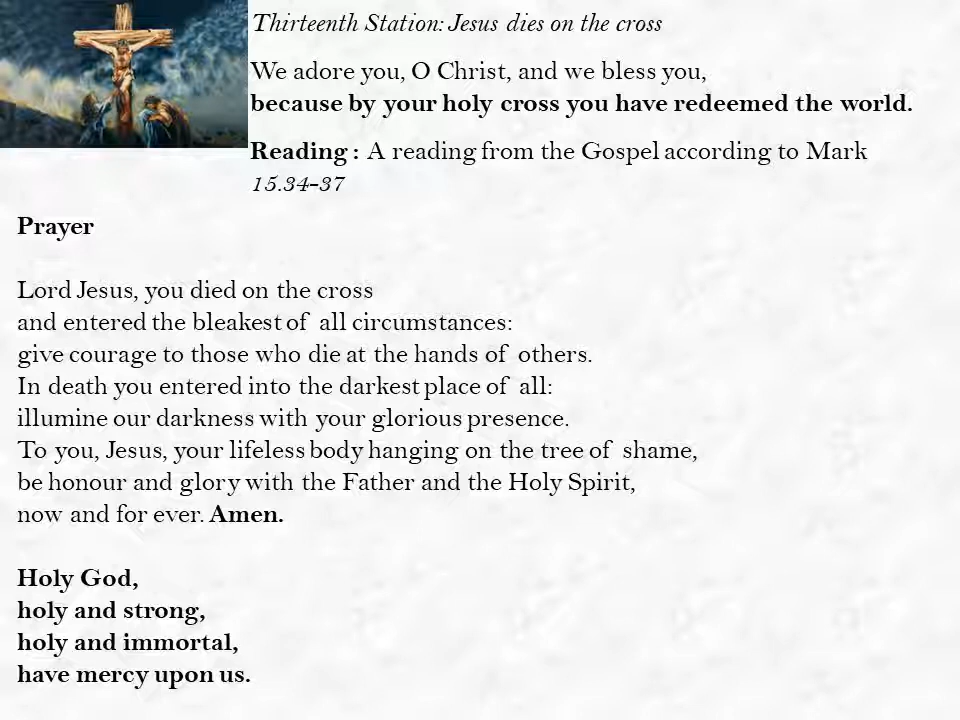 Thirteenth Station: Jesus dies on the cross
We adore you, O Christ, and we bless you,
because by your holy cross you have redeemed the world.
Reading : A reading from the Gospel according to Mark
15.34-37
Prayer
Lord Jesus, you died on the cross
and entered the bleakest of all circumstances:
give courage to those who die at the hands of others.
In death you entered into the darkest place of all:
illumine our darkness with your glorious presence.
To you, Jesus, your lifeless body hanging on the tree of shame,
be honour and glory with the Father and the Holy Spirit,
now and for ever. Amen.
Holy God,
holy and strong,
holy and immortal,
have mercy upon us.